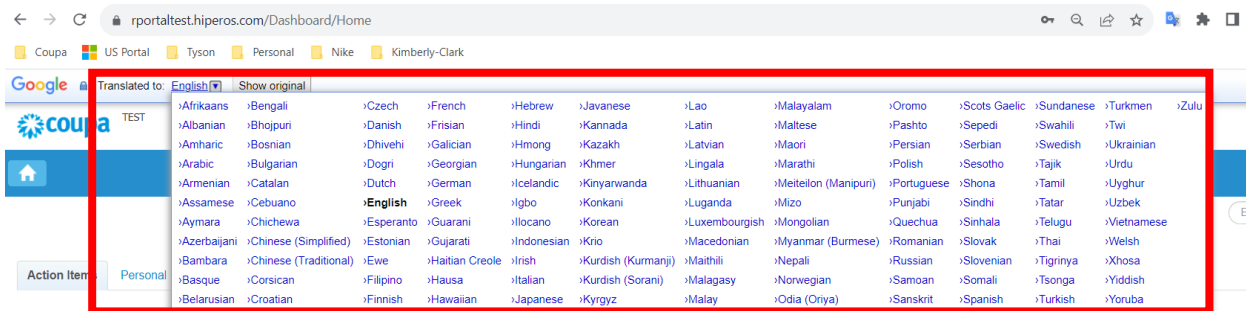 rportaltest.hiperos.com/Dashboard/Home
Coupa US Portal Tyson Personal Nike Kimberly-Clark
Google Translated to: English Show original
coupa TEST
›Afrikaans ›Bengali ›Czech ›French ›Hebrew ›Javanese ›Lao ›Malayalam ›Oromo ›Scots Gaelic ›Sundanese ›Turkmen ›Zulu
›Albanian ›Bhojpuri ›Danish ›Frisian ›Hindi ›Kannada ›Latin ›Maltese ›Pashto ›Sepedi ›Swahili ›Twi
›Amharic ›Bosnian ›Dhivehi ›Galician ›Hmong ›Kazakh ›Latvian ›Maori ›Persian ›Serbian ›Swedish ›Ukrainian
›Arabic ›Bulgarian ›Dogri ›Georgian ›Hungarian ›Khmer ›Lingala ›Marathi ›Polish ›Sesotho ›Tajik ›Urdu
›Armenian ›Catalan ›Dutch ›German ›Icelandic ›Kinyarwanda ›Lithuanian ›Meiteilon (Manipuri) ›Portuguese ›Shona ›Tamil ›Uyghur
›Assamese ›Cebuano ›English ›Greek ›Igbo ›Konkani ›Luganda ›Mizo ›Punjabi ›Sindhi ›Tatar ›Uzbek
›Aymara ›Chichewa ›Esperanto ›Guarani ›Ilocano ›Korean ›Luxembourgish ›Mongolian ›Quechua ›Sinhala ›Telugu ›Vietnamese
›Azerbaijani ›Chinese (Simplified) ›Estonian ›Gujarati ›Indonesian ›Krio ›Macedonian ›Myanmar (Burmese) ›Romanian ›Slovak ›Thai ›Welsh
›Bambara ›Chinese (Traditional) ›Ewe ›Haitian Creole ›Irish ›Kurdish (Kurmanji) ›Maithili ›Nepali ›Russian ›Slovenian ›Tigrinya ›Xhosa
›Basque ›Corsican ›Filipino ›Hausa ›Italian ›Kurdish (Sorani) ›Malagasy ›Norwegian ›Samoan ›Somali ›Tsonga ›Yiddish
›Belarusian ›Croatian ›Finnish ›Hawaiian ›Japanese ›Kyrgyz ›Malay ›Odia (Oriya) ›Sanskrit ›Spanish ›Turkish ›Yoruba
Action Items Personal